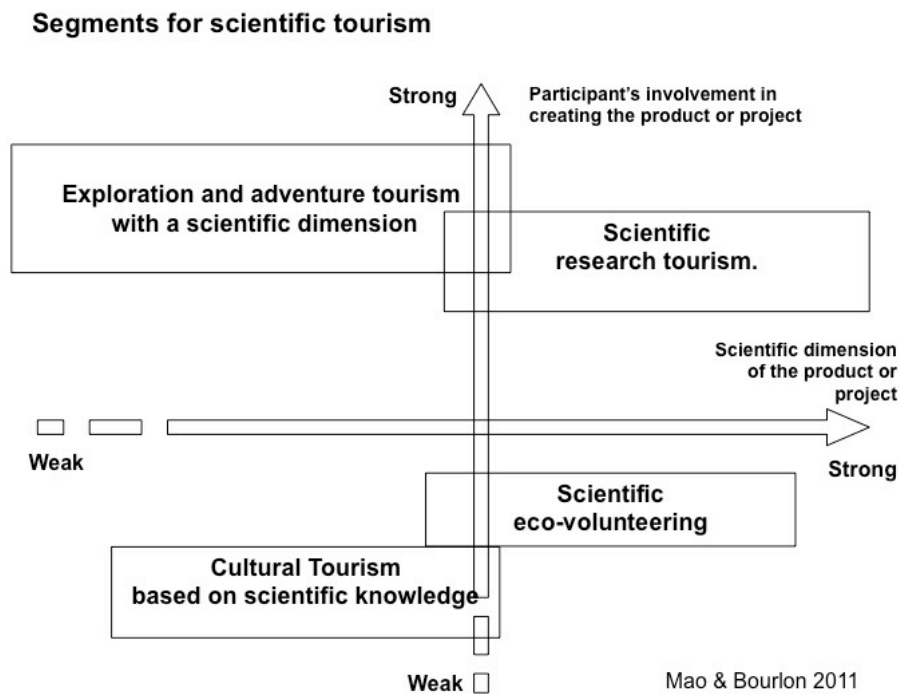 Segments for scientific tourism
Strong
Participant's involvement in
creating the product or project
Exploration and adventure tourism
with a scientific dimension
Scientific
research tourism.
Scientific dimension
of the product or
project
Weak
Strong
Scientific
eco-volunteering
Cultural Tourism
based on scientific knowledge
Weak
Mao & Bourlon 2011